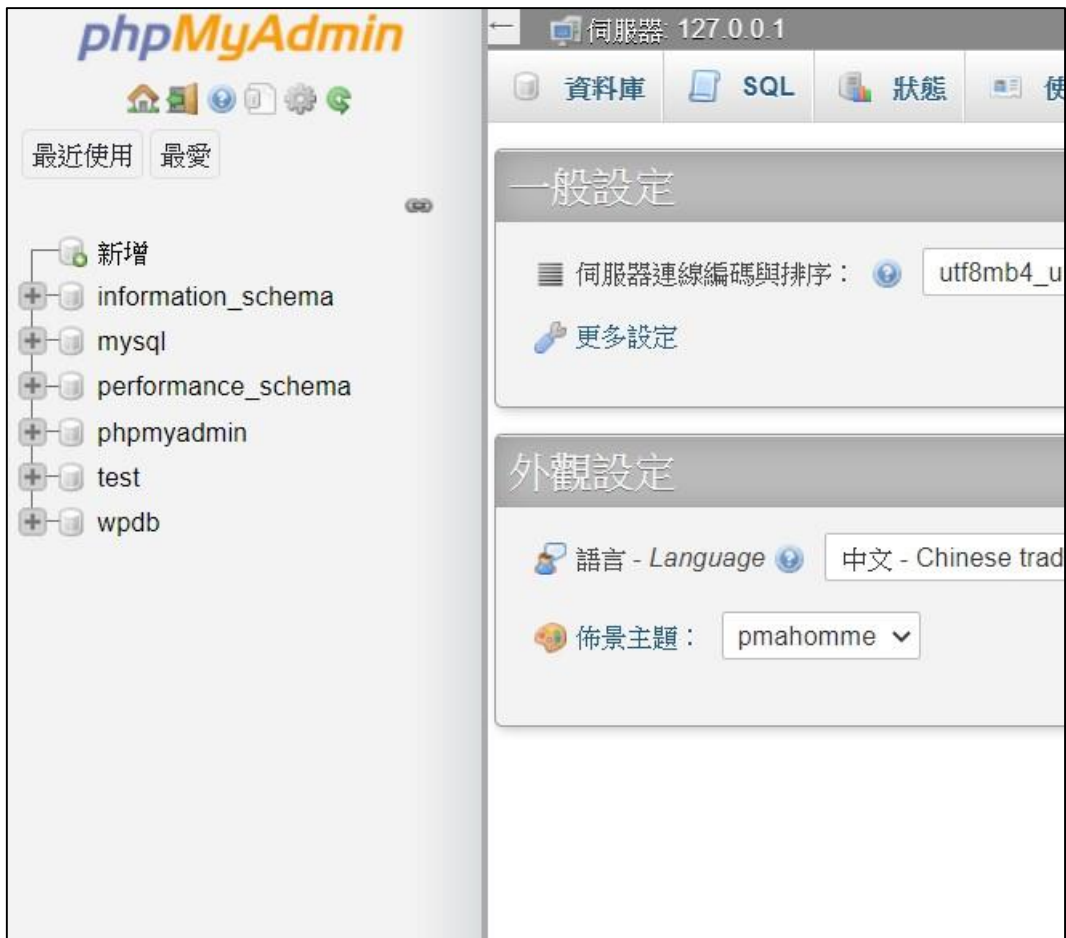 phpMyAdmin
最近使用 最愛
新增
information_schema
mysql
performance_schema
phpmyadmin
test
wpdb
伺服器: 127.0.0.1
資料庫 SQL 狀態 使
一般設定
伺服器連線編碼與排序： utf8mb4_u
更多設定
外觀設定
語言 - Language 中文 - Chinese trad
佈景主題： pmahomme